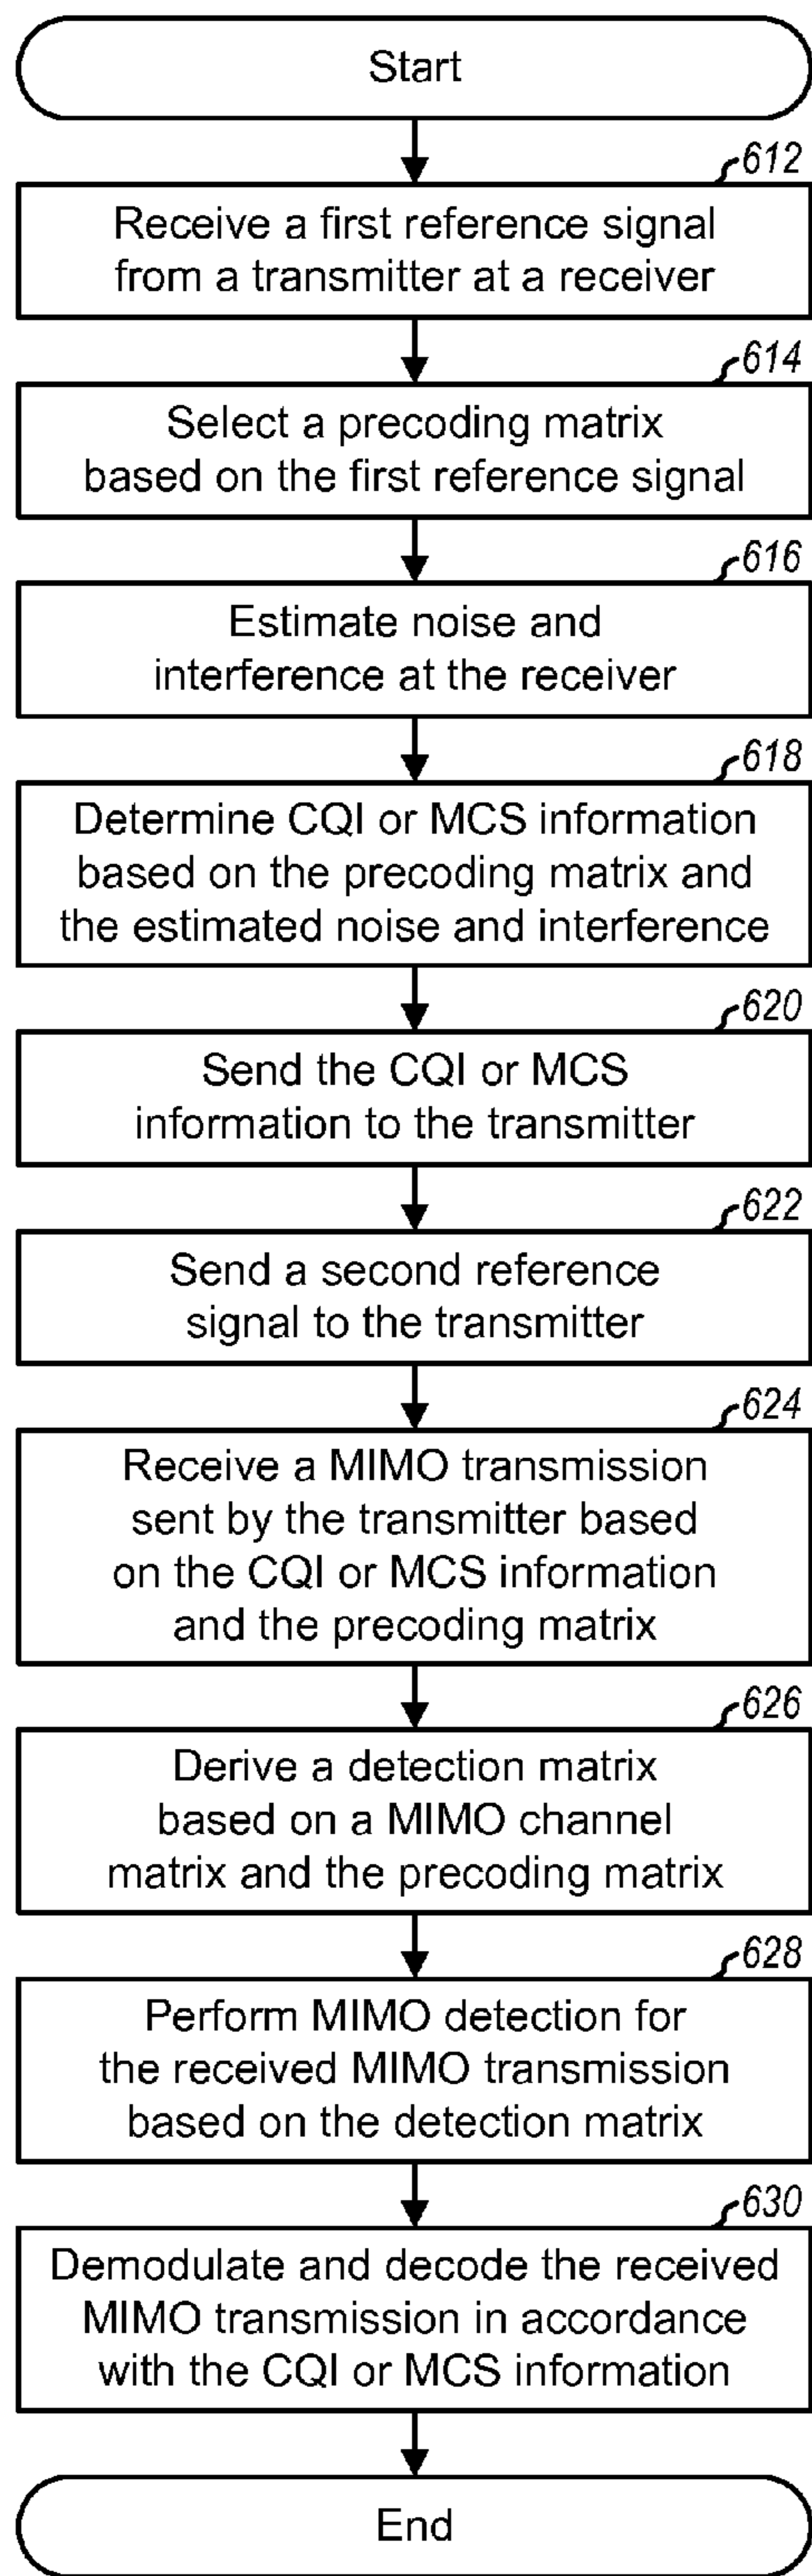 Start
612
Receive a first reference signal
from a transmitter at a receiver
614
Select a precoding matrix
based on the first reference signal
616
Estimate noise and
interference at the receiver
618
Determine CQI or MCS information
based on the precoding matrix and
the estimated noise and interference
620
Send the CQI or MCS
information to the transmitter
622
Send a second reference
signal to the transmitter
624
Receive a MIMO transmission
sent by the transmitter based
on the CQI or MCS information
and the precoding matrix
626
Derive a detection matrix
based on a MIMO channel
matrix and the precoding matrix
628
Perform MIMO detection for
the received MIMO transmission
based on the detection matrix
630
Demodulate and decode the received
MIMO transmission in accordance
with the CQI or MCS information
End